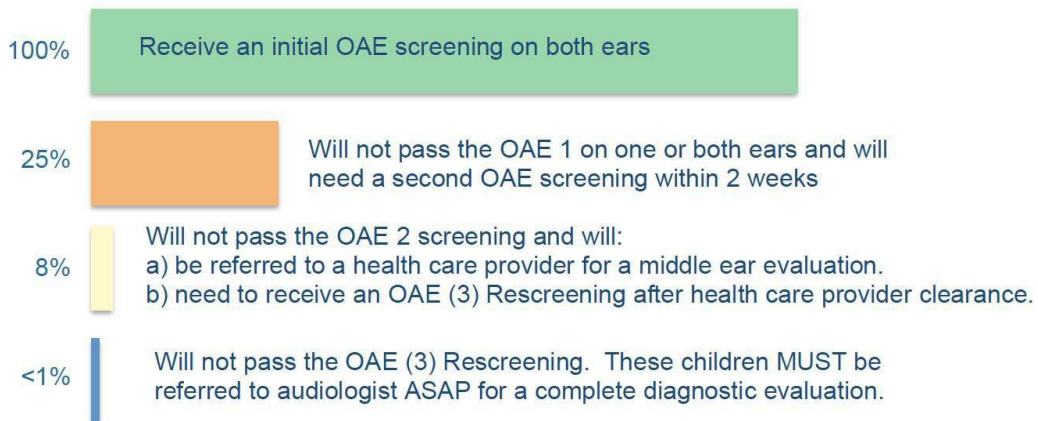 100%
Receive an initial OAE screening on both ears
25%
Will not pass the OAE 1 on one or both ears and will
need a second OAE screening within 2 weeks
8%
Will not pass the OAE 2 screening and will:
a) be referred to a health care provider for a middle ear evaluation.
b) need to receive an OAE (3) Rescreening after health care provider clearance.
<1%
Will not pass the OAE (3) Rescreening.  These children MUST be
referred to audiologist ASAP for a complete diagnostic evaluation.